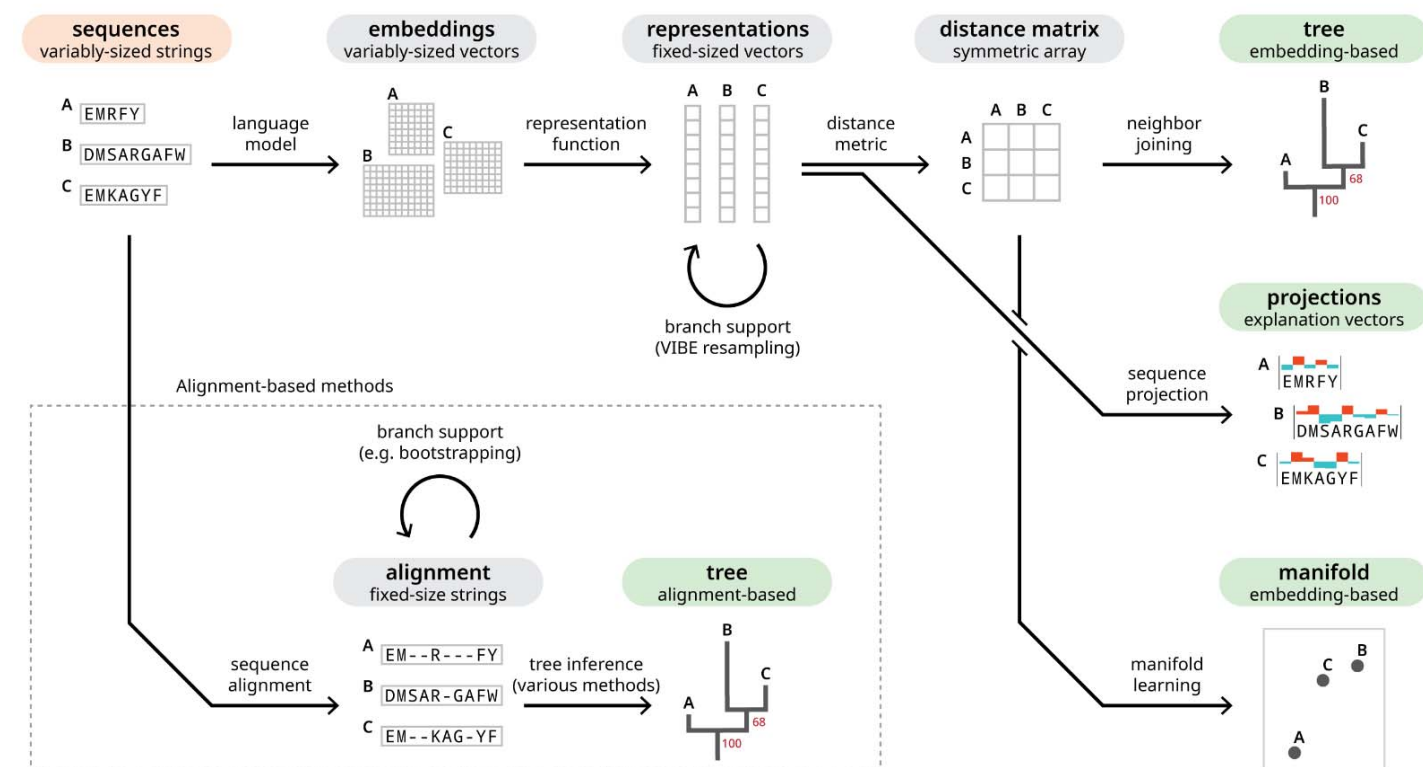 sequences
variably-sized strings
embeddings
variably-sized vectors
representations
fixed-sized vectors
distance matrix
symmetric array
tree
embedding-based
A EMRFY
B DMSARGAFW
C EMKAGYF
language
model
A
B
C
representation
function
A B C
distance
metric
A B C
A
B
C
neighbor
joining
B
C
A
68
100
branch support
(VIBE resampling)
projections
explanation vectors
sequence
projection
A EMRFY
B DMSARGAFW
C EMKAGYF
Alignment-based methods
branch support
(e.g. bootstrapping)
alignment
fixed-size strings
tree
alignment-based
manifold
embedding-based
sequence
alignment
A EM--R---FY
B DMSAR-GAFW
C EM--KAG-YF
tree inference
(various methods)
B
C
A
68
100
manifold
learning
B
C
A